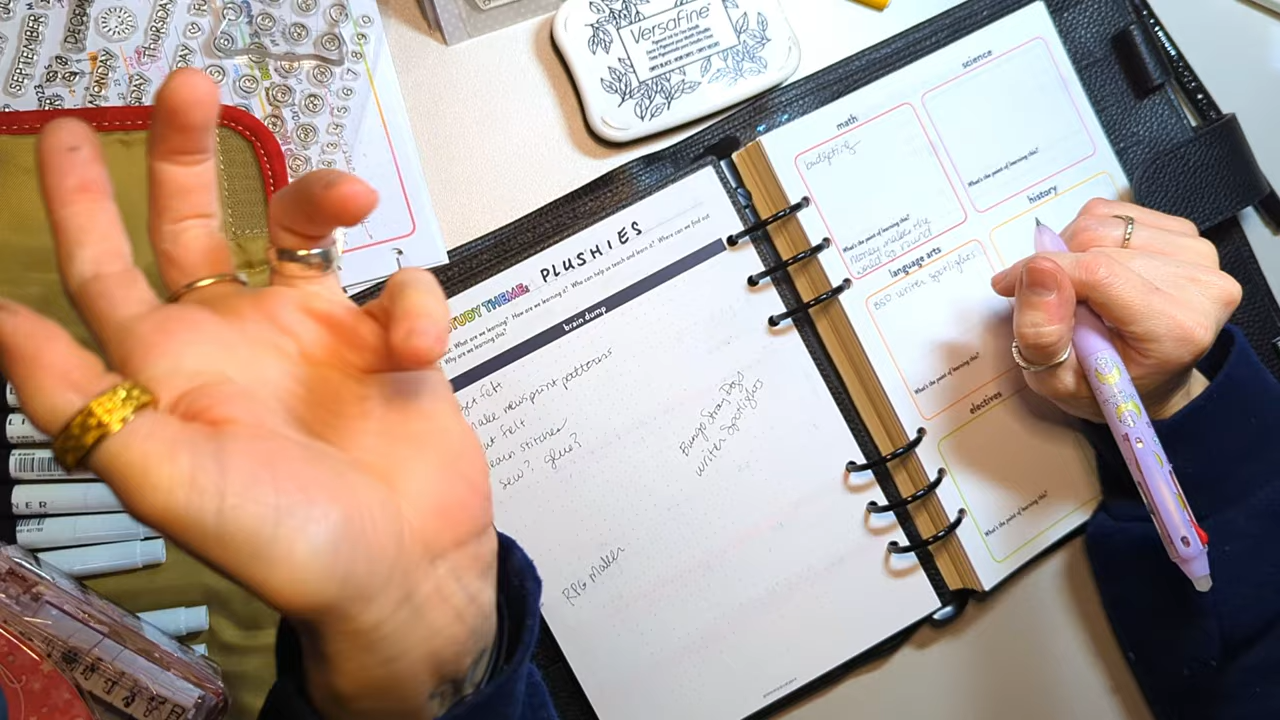 SEPTEMBER
MONDAY
THURSDAY
VERSAFINE
STUDY THEME: PLUSHIES
What are we learning? How are we learning it? Who can help us teach and learn it? Where can we find out
Why are we learning this?
brain dump
get felt
make newsprint patterns
cut felt
learn stitches
sew? glue?
Bungo Stray Dogs
writer spotlights
RPG Maker
math
budgeting
What's the point of learning this?
money makes the
world go round
science
What's the point of learning this?
language arts
BSD writer spotlights
What's the point of learning this?
history
electives
What's the point of learning this?